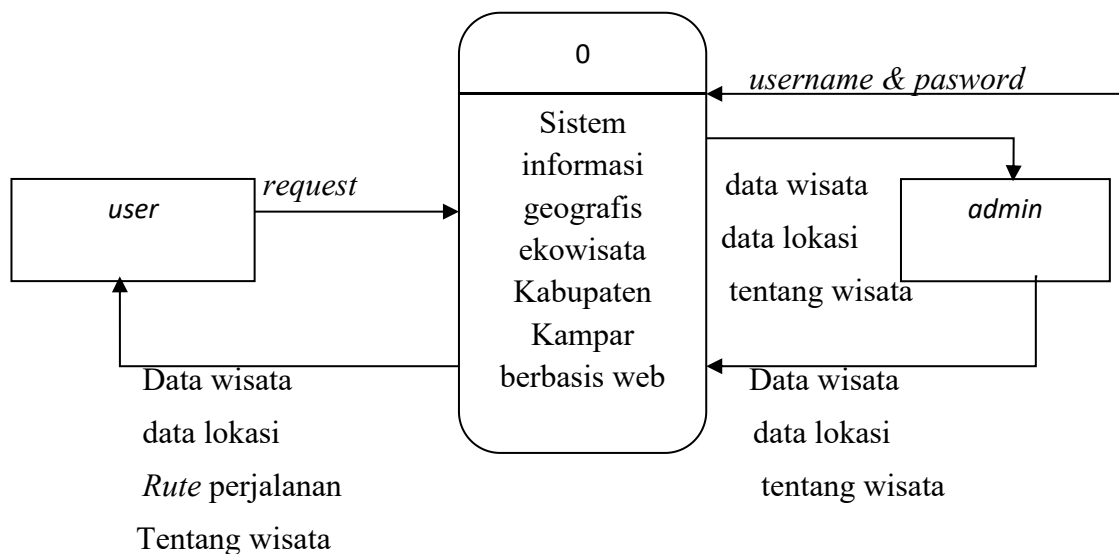 0
username & pasword
Sistem
informasi
geografis
ekowisata
Kabupaten
Kampar
berbasis web
request
user
data wisata
data lokasi
tentang wisata
admin
Data wisata
data lokasi
Rute perjalanan
Tentang wisata
Data wisata
data lokasi
tentang wisata